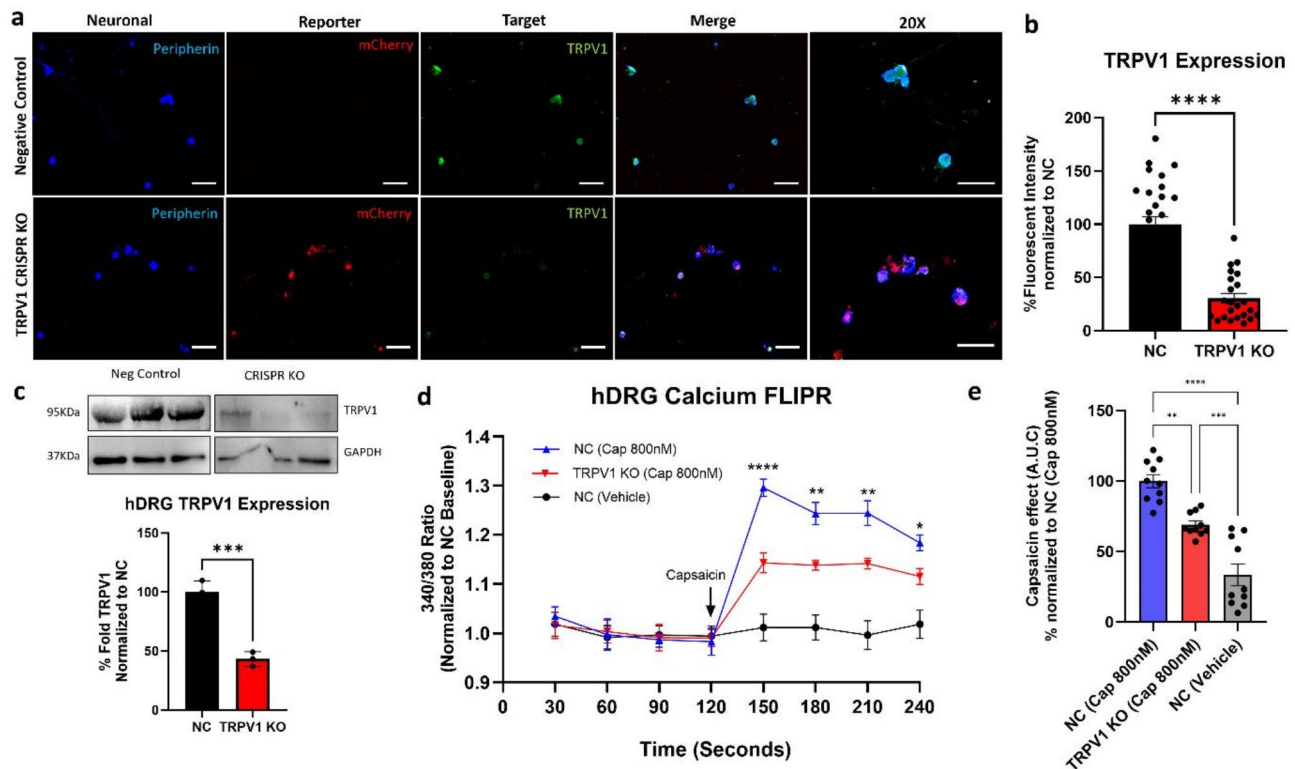 a
Neuronal
Reporter
Target
Merge
20X
Negative Control
Peripherin
mCherry
TRPV1
TRPV1 CRISPR KO
Peripherin
mCherry
TRPV1
b
TRPV1 Expression
%Fluorescent Intensity
normalized to NC
200
150
100
50
0
****
NC
TRPV1 KO
c
Neg Control
CRISPR KO
95KDa
TRPV1
37KDa
GAPDH
hDRG TRPV1 Expression
% Fold TRPV1
Normalized to NC
150
100
50
0
***
NC
TRPV1 KO
d
hDRG Calcium FLIPR
340/380 Ratio
(Normalized to NC Baseline)
1.4
1.3
1.2
1.1
1.0
0.9
NC (Cap 800nM)
TRPV1 KO (Cap 800nM)
NC (Vehicle)
Capsaicin
****
**
**
*
0
30
60
90
120
150
180
210
240
Time (Seconds)
e
Capsaicin effect (A.U.C)
% normalized to NC (Cap 800nM)
150
100
50
0
****
**
***
NC (Cap 800nM)
TRPV1 KO (Cap 800nM)
NC (Vehicle)